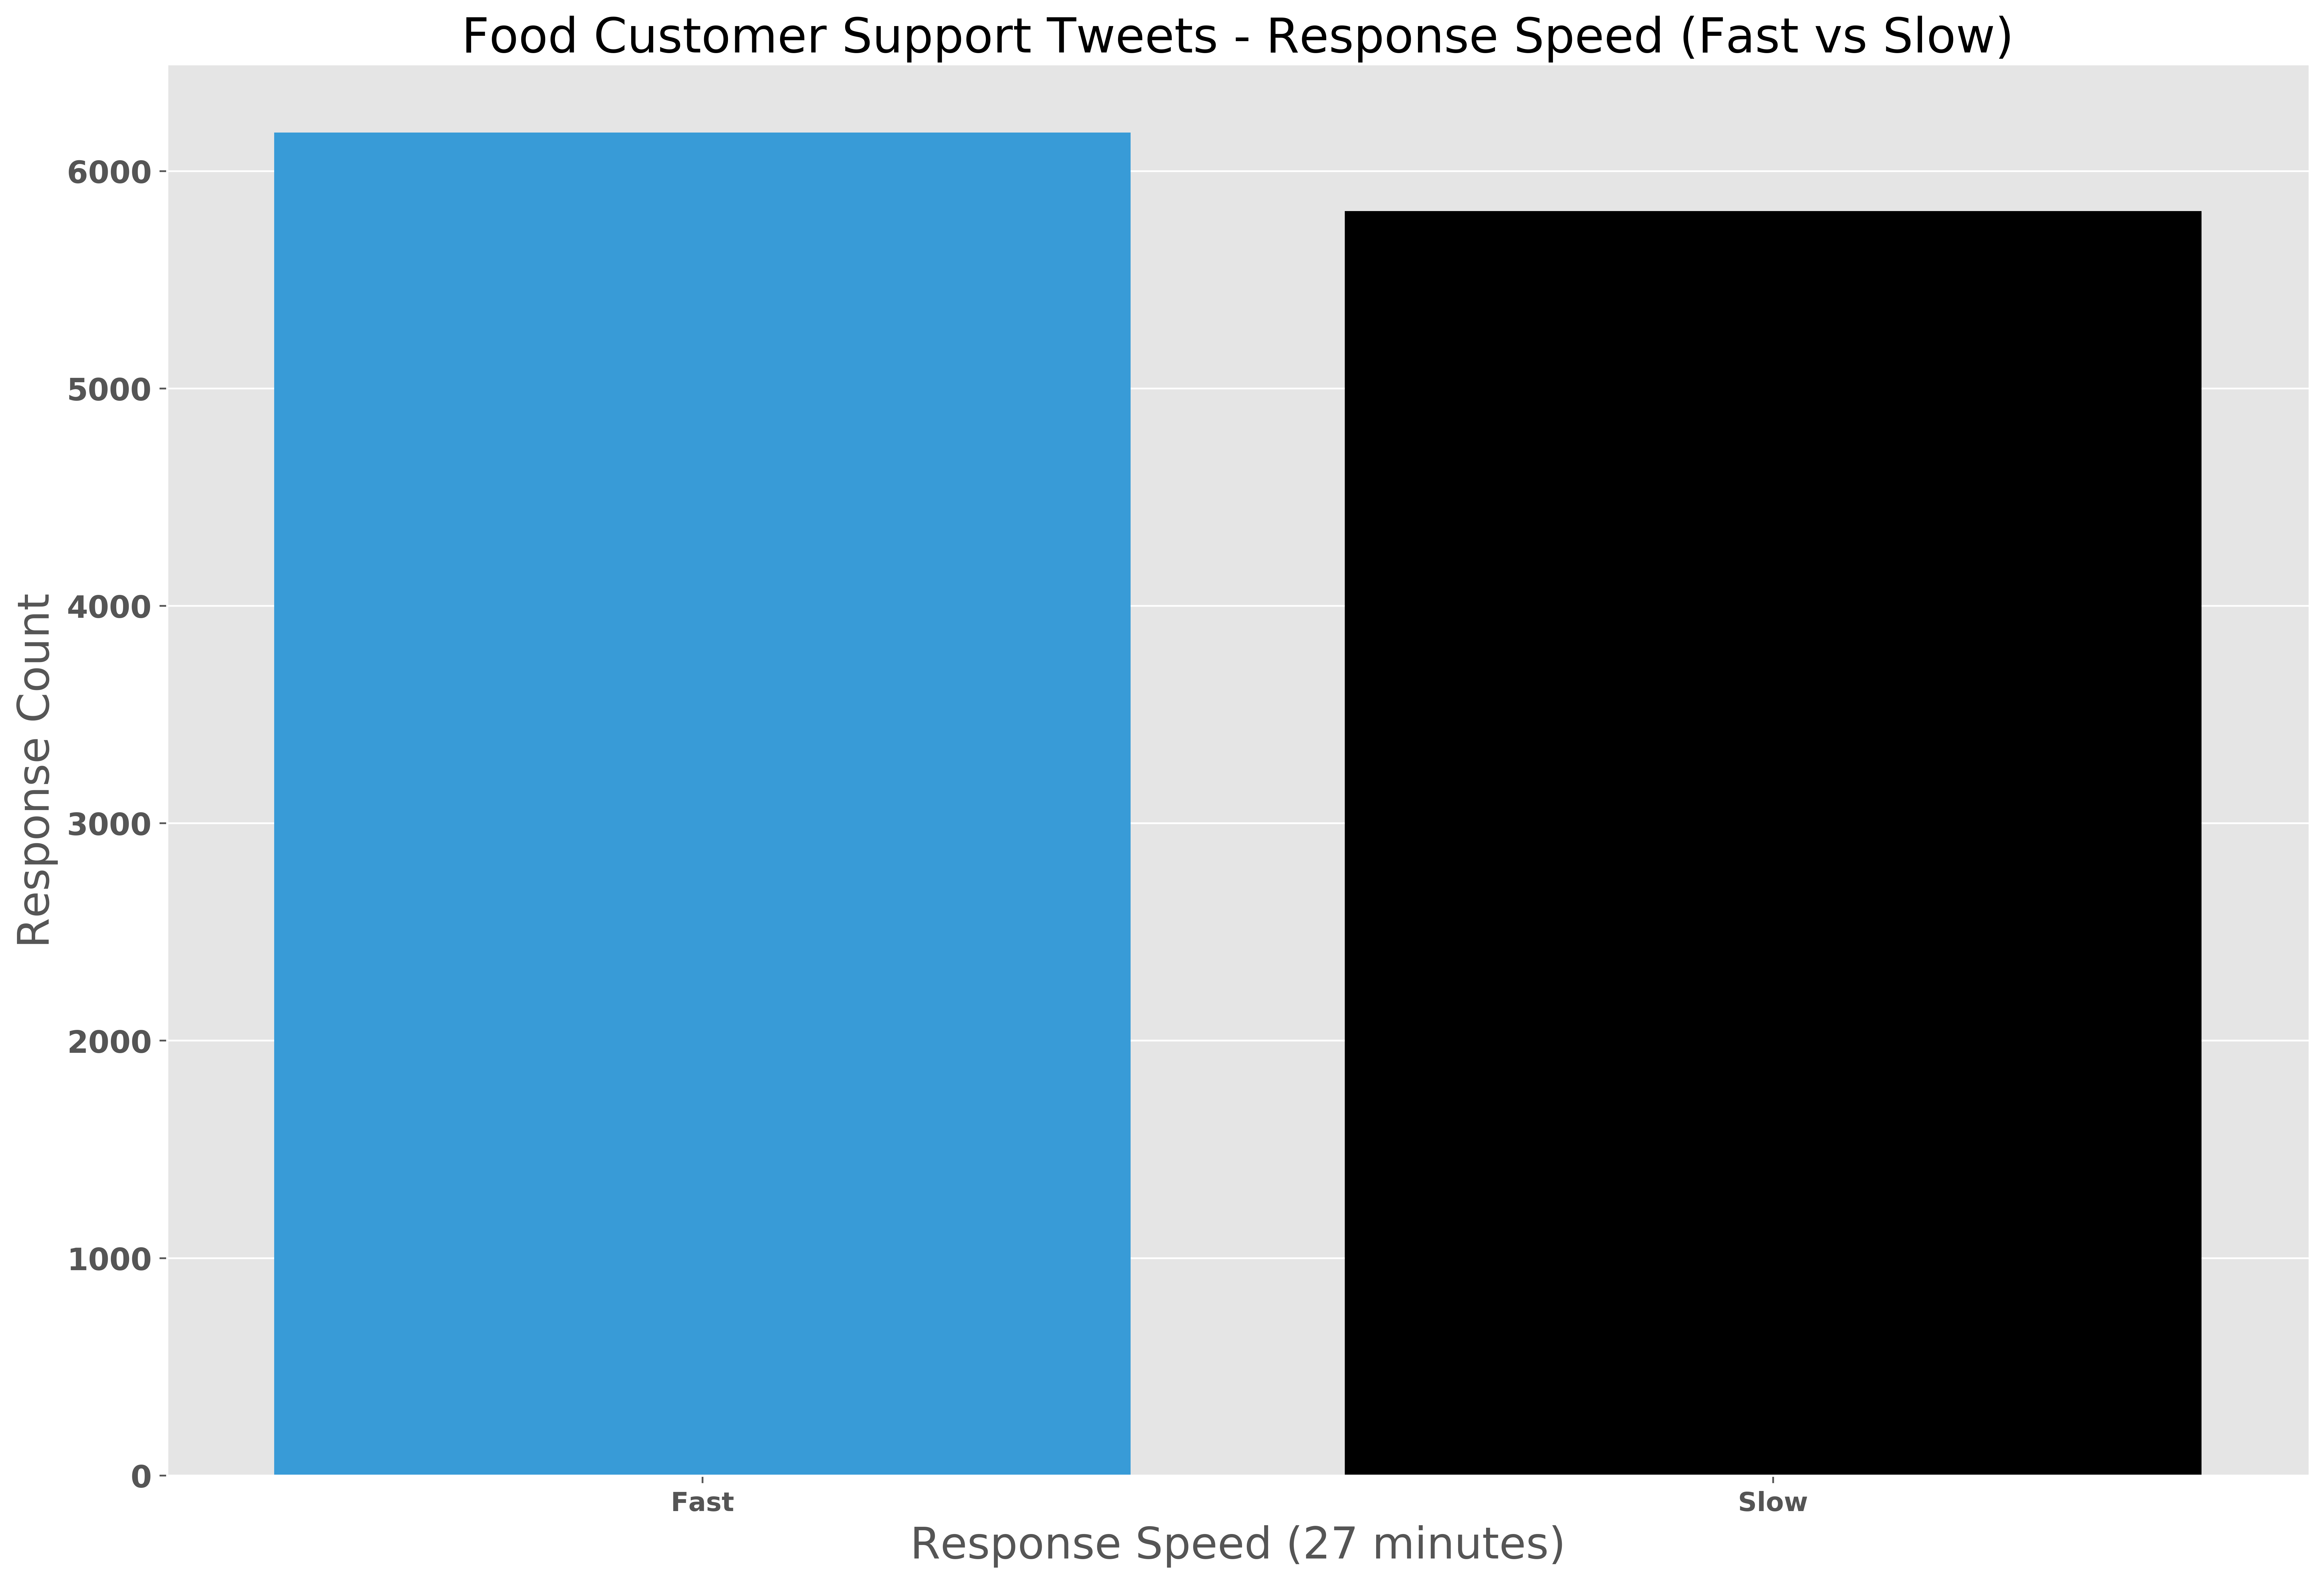 Food Customer Support Tweets - Response Speed (Fast vs Slow)
Response Count
6000
5000
4000
3000
2000
1000
0
Fast
Slow
Response Speed (27 minutes)